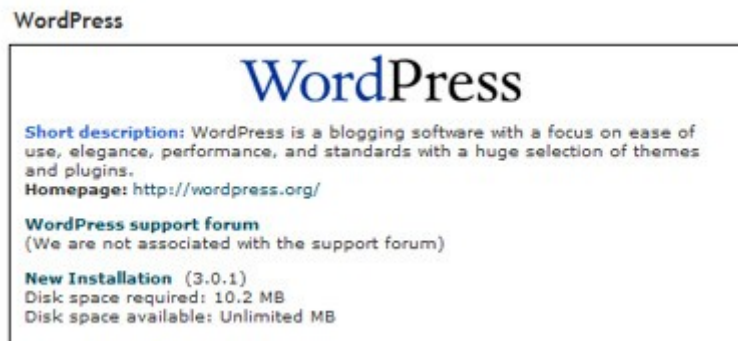 WordPress
WordPress
Short description: WordPress is a blogging software with a focus on ease of
use, elegance, performance, and standards with a huge selection of themes
and plugins.
Homepage: http://wordpress.org/
WordPress support forum
(We are not associated with the support forum)
New Installation (3.0.1)
Disk space required: 10.2 MB
Disk space available: Unlimited MB